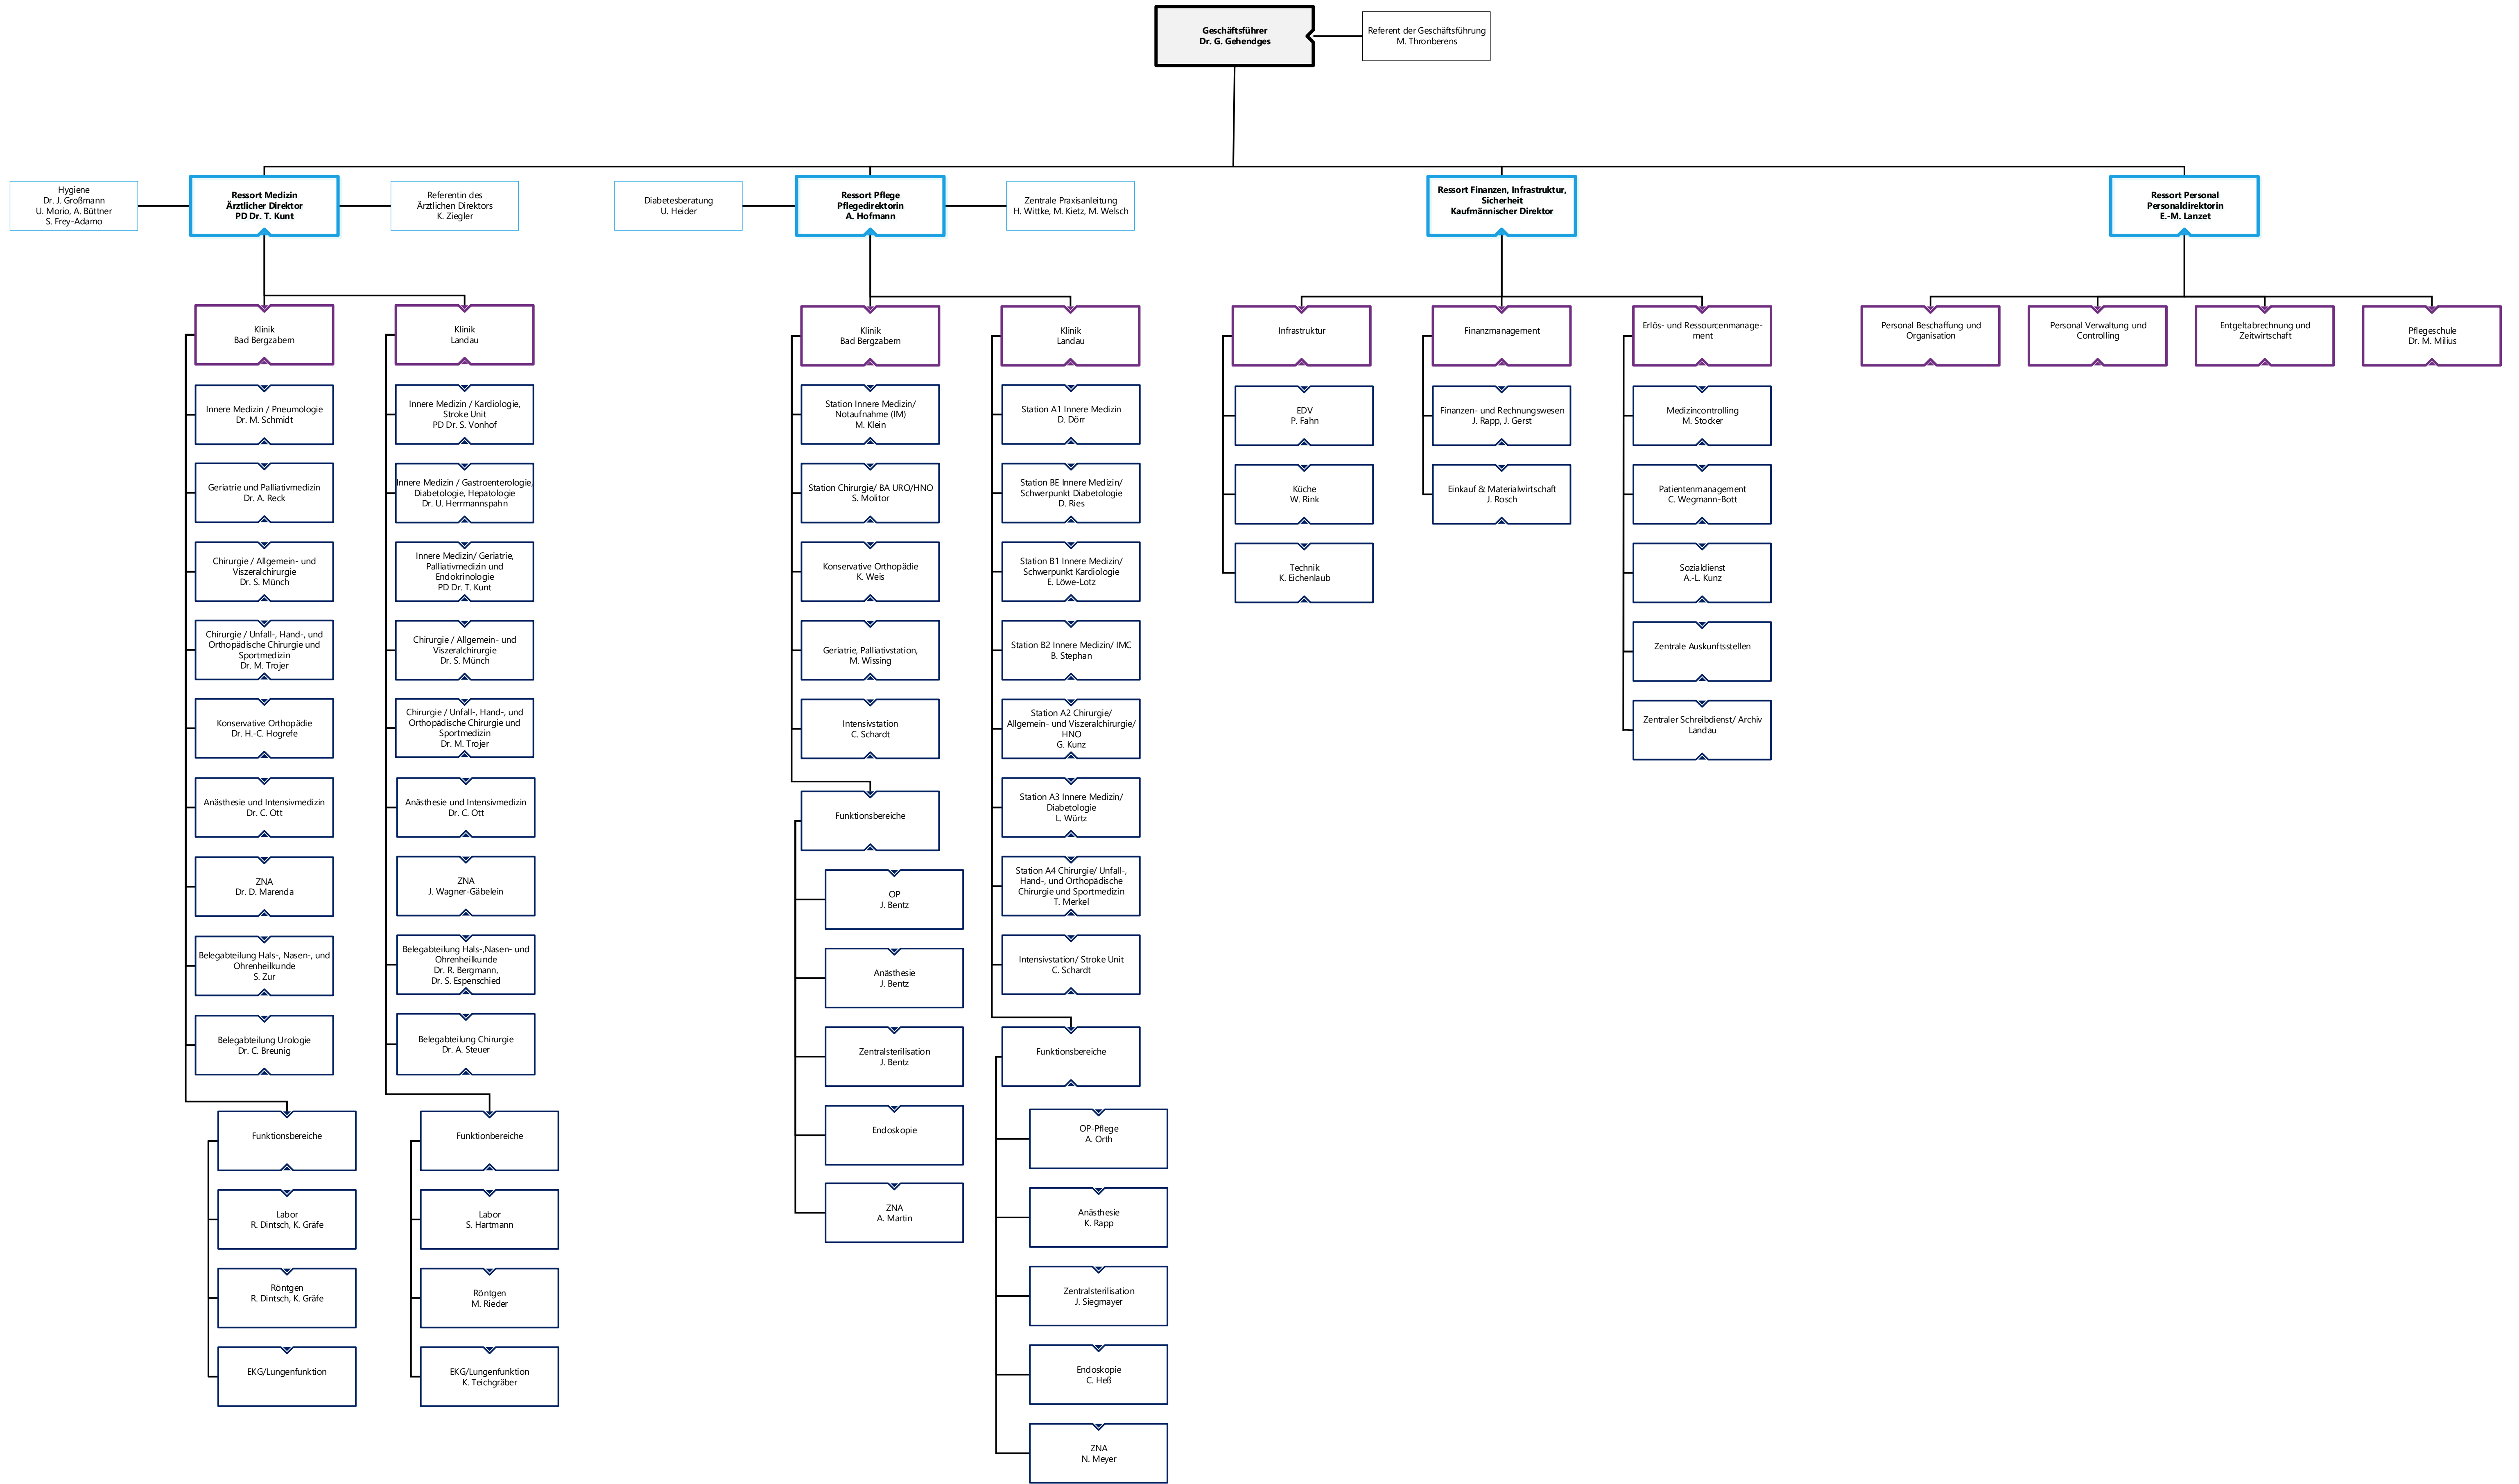 Geschäftsführer
Dr. G. Gehendges
Referent der Geschäftsführung
M. Thronberens
Hygiene
Dr. J. Großmann
U. Morio, A. Büttner
S. Frey-Adamo
Ressort Medizin
Ärztlicher Direktor
PD Dr. T. Kunt
Referentin des
Ärztlichen Direktors
K. Ziegler
Diabetesberatung
U. Heider
Ressort Pflege
Pflegedirektorin
A. Hofmann
Zentrale Praxisanleitung
H. Wittke, M. Kietz, M. Welsch
Ressort Finanzen, Infrastruktur,
Sicherheit
Kaufmännischer Direktor
Ressort Personal
Personaldirektorin
E.-M. Lanzet
Klinik
Bad Bergzabern
Innere Medizin / Pneumologie
Dr. M. Schmidt
Geriatrie und Palliativmedizin
Dr. A. Reck
Chirurgie / Allgemein- und
Viszeralchirurgie
Dr. S. Münch
Chirurgie / Unfall-, Hand-, und
Orthopädische Chirurgie und
Sportmedizin
Dr. M. Trojer
Konservative Orthopädie
Dr. H.-C. Hogrefe
Anästhesie und Intensivmedizin
Dr. C. Ott
ZNA
Dr. D. Marenda
Belegabteilung Hals-, Nasen-, und
Ohrenheilkunde
S. Zur
Belegabteilung Urologie
Dr. C. Breunig
Funktionsbereiche
Labor
R. Dintsch, K. Gräfe
Röntgen
R. Dintsch, K. Gräfe
EKG/Lungenfunktion
Klinik
Landau
Innere Medizin / Kardiologie,
Stroke Unit
PD Dr. S. Vonhof
Innere Medizin / Gastroenterologie,
Diabetologie, Hepatologie
Dr. U. Herrmannspahn
Innere Medizin/ Geriatrie,
Palliativmedizin und
Endokrinologie
PD Dr. T. Kunt
Chirurgie / Allgemein- und
Viszeralchirurgie
Dr. S. Münch
Chirurgie / Unfall-, Hand-, und
Orthopädische Chirurgie und
Sportmedizin
Dr. M. Trojer
Anästhesie und Intensivmedizin
Dr. C. Ott
ZNA
J. Wagner-Gäbelein
Belegabteilung Hals-,Nasen- und
Ohrenheilkunde
Dr. R. Bergmann,
Dr. S. Espenschied
Belegabteilung Chirurgie
Dr. A. Steuer
Funktionbereiche
Labor
S. Hartmann
Röntgen
M. Rieder
EKG/Lungenfunktion
K. Teichgräber
Klinik
Bad Bergzabern
Station Innere Medizin/
Notaufnahme (IM)
M. Klein
Station Chirurgie/ BA URO/HNO
S. Molitor
Konservative Orthopädie
K. Weis
Geriatrie, Palliativstation,
M. Wissing
Intensivstation
C. Schardt
Funktionsbereiche
OP
J. Bentz
Anästhesie
J. Bentz
Zentralsterilisation
J. Bentz
Endoskopie
ZNA
A. Martin
Klinik
Landau
Station A1 Innere Medizin
D. Dörr
Station BE Innere Medizin/
Schwerpunkt Diabetologie
D. Ries
Station B1 Innere Medizin/
Schwerpunkt Kardiologie
E. Löwe-Lotz
Station B2 Innere Medizin/ IMC
B. Stephan
Station A2 Chirurgie/
Allgemein- und Viszeralchirurgie/
HNO
G. Kunz
Station A3 Innere Medizin/
Diabetologie
L. Würtz
Station A4 Chirurgie/ Unfall-,
Hand-, und Orthopädische
Chirurgie und Sportmedizin
T. Merkel
Intensivstation/ Stroke Unit
C. Schardt
Funktionsbereiche
OP-Pflege
A. Orth
Anästhesie
K. Rapp
Zentralsterilisation
J. Siegmayer
Endoskopie
C. Heß
ZNA
N. Meyer
Infrastruktur
EDV
P. Fahn
Küche
W. Rink
Technik
K. Eichenlaub
Finanzmanagement
Finanzen- und Rechnungswesen
J. Rapp, J. Gerst
Einkauf & Materialwirtschaft
J. Rosch
Erlös- und Ressourcenmanage-
ment
Medizincontrolling
M. Stocker
Patientenmanagement
C. Wegmann-Bott
Sozialdienst
A.-L. Kunz
Zentrale Auskunftsstellen
Zentraler Schreibdienst/ Archiv
Landau
Personal Beschaffung und
Organisation
Personal Verwaltung und
Controlling
Entgeltabrechnung und
Zeitwirtschaft
Pflegeschule
Dr. M. Milius